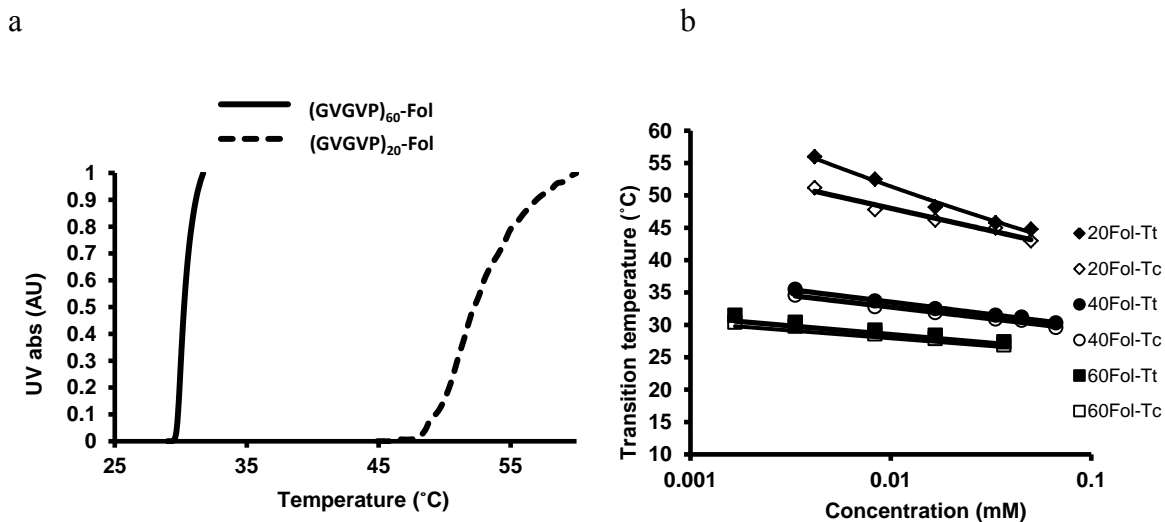 a
b
(GVGVP)60-Fol
(GVGVP)20-Fol
UV abs (AU)
1
0.9
0.8
0.7
0.6
0.5
0.4
0.3
0.2
0.1
0
25
35
45
55
Temperature (˚C)
Transition temperature (˚C)
60
55
50
45
40
35
30
25
20
15
10
0.001
0.01
0.1
Concentration (mM)
20Fol-Tt
20Fol-Tc
40Fol-Tt
40Fol-Tc
60Fol-Tt
60Fol-Tc